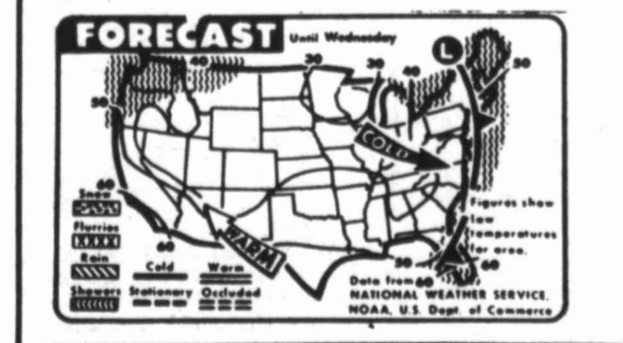 FORECAST
Until Wednesday
30
30
40
40
50
50
L
COLD
WARM
60
60
Snow
Flurries
Rain
Showers
Cold
Warm
Stationary
Occluded
Figures show
low
temperatures
for area.
50
60
60
Data from
NATIONAL WEATHER SERVICE,
NOAA, U.S. Dept. of Commerce